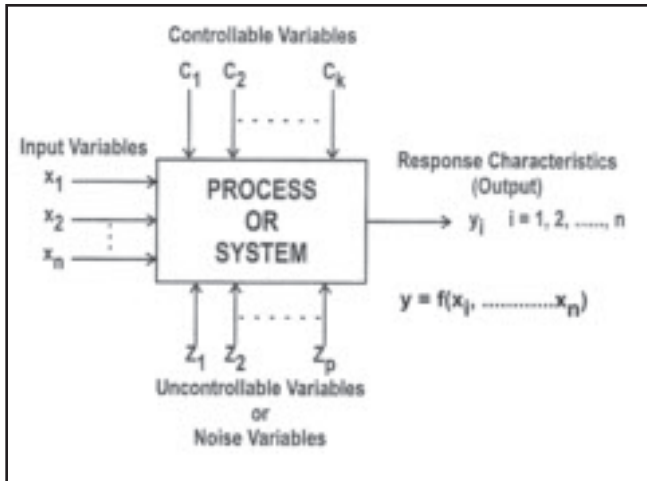 Controllable Variables
C1 C2 Ck
Input Variables
x1
x2
xn
PROCESS
OR
SYSTEM
Response Characteristics
(Output)
yi i = 1, 2, ....., n
y = f(xi, .............xn)
Z1 Z2 Zp
Uncontrollable Variables
or
Noise Variables